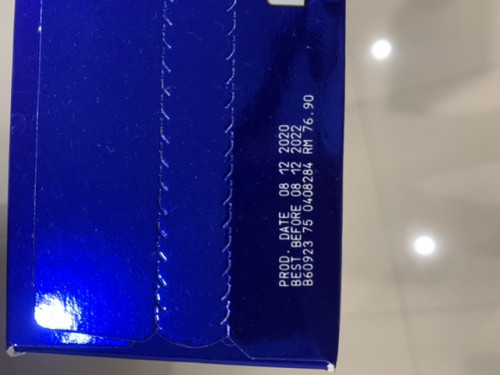 PROD. DATE 08 12 2020
BEST BEFORE 08 12 2022
B60923 75 0408284 RM 76.90